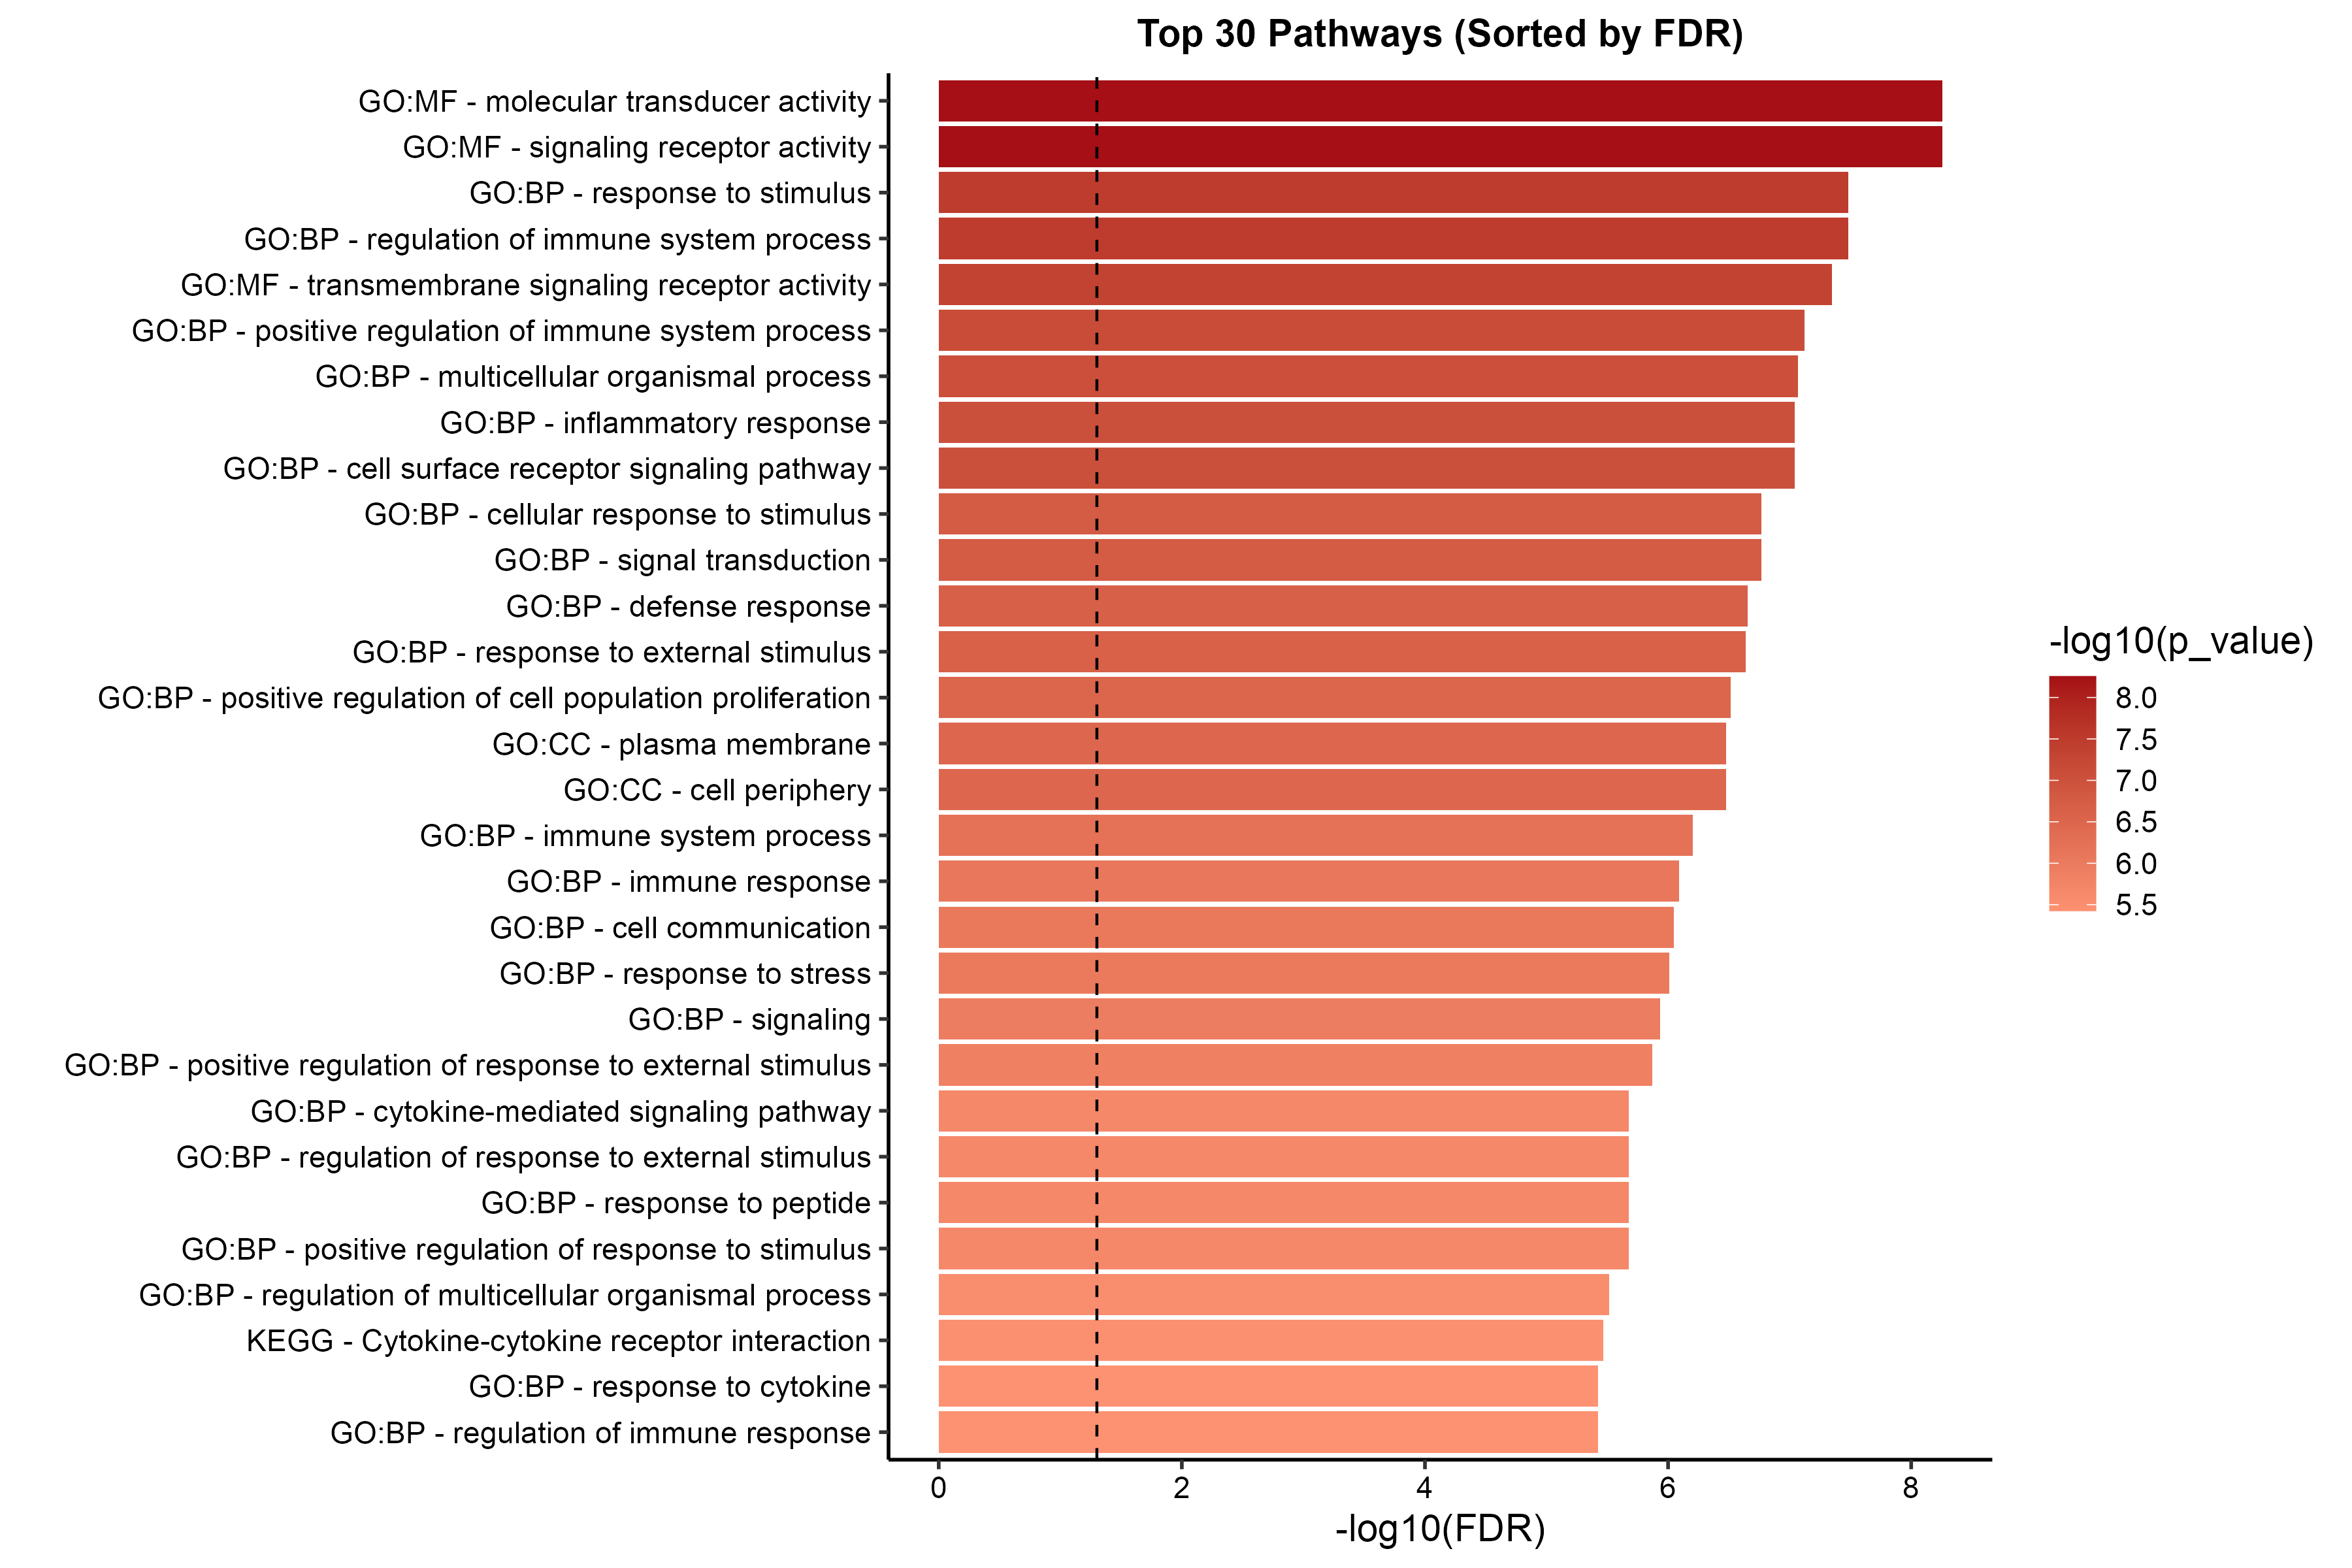 Top 30 Pathways (Sorted by FDR)
GO:MF - molecular transducer activity
GO:MF - signaling receptor activity
GO:BP - response to stimulus
GO:BP - regulation of immune system process
GO:MF - transmembrane signaling receptor activity
GO:BP - positive regulation of immune system process
GO:BP - multicellular organismal process
GO:BP - inflammatory response
GO:BP - cell surface receptor signaling pathway
GO:BP - cellular response to stimulus
GO:BP - signal transduction
GO:BP - defense response
GO:BP - response to external stimulus
GO:BP - positive regulation of cell population proliferation
GO:CC - plasma membrane
GO:CC - cell periphery
GO:BP - immune system process
GO:BP - immune response
GO:BP - cell communication
GO:BP - response to stress
GO:BP - signaling
GO:BP - positive regulation of response to external stimulus
GO:BP - cytokine-mediated signaling pathway
GO:BP - regulation of response to external stimulus
GO:BP - response to peptide
GO:BP - positive regulation of response to stimulus
GO:BP - regulation of multicellular organismal process
KEGG - Cytokine-cytokine receptor interaction
GO:BP - response to cytokine
GO:BP - regulation of immune response
0 2 4 6 8
-log10(FDR)
-log10(p_value)
8.0
7.5
7.0
6.5
6.0
5.5